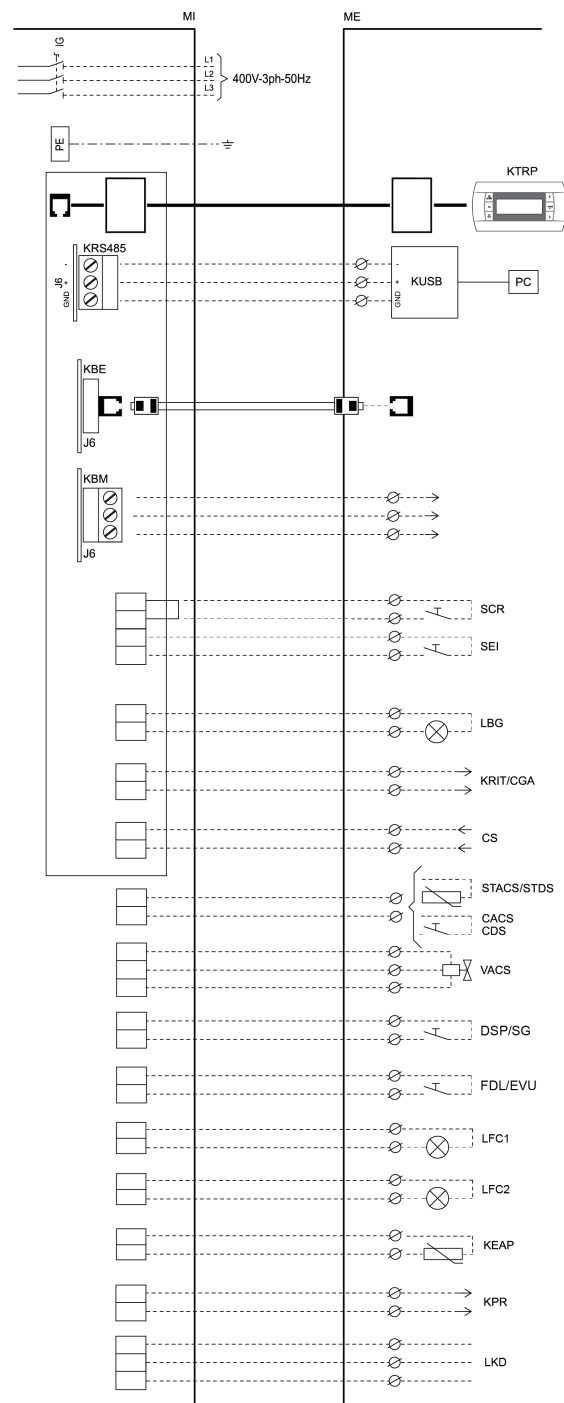 MI
ME
IG
L1
L2
L3
400V-3ph-50Hz
PE
KTRP
KRS485
-
+
GND
J6
-
+
GND
KUSB
PC
KBE
J6
KBM
J6
SCR
SEI
LBG
KRIT/CGA
CS
STACS/STDS
CACS
CDS
VACS
DSP/SG
FDL/EVU
LFC1
LFC2
KEAP
KPR
LKD